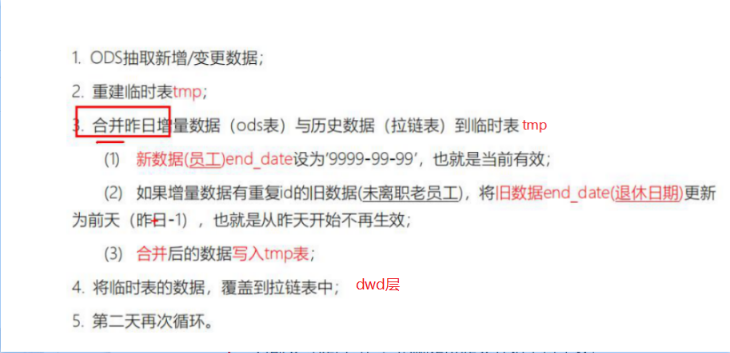 1. ODS抽取新增/变更数据;
2. 重建临时表tmp;
3. 合并昨日增量数据（ods表）与历史数据（拉链表）到临时表 tmp
(1) 新数据(员工)end_date设为'9999-99-99'，也就是当前有效;
(2) 如果增量数据有重复id的旧数据(未离职老员工)，将旧数据end_date(退休日期)更新
为前天（昨日-1），也就是从昨天开始不再生效;
(3) 合并后的数据写入tmp表;
4. 将临时表的数据，覆盖到拉链表中; dwd层
5. 第二天再次循环。